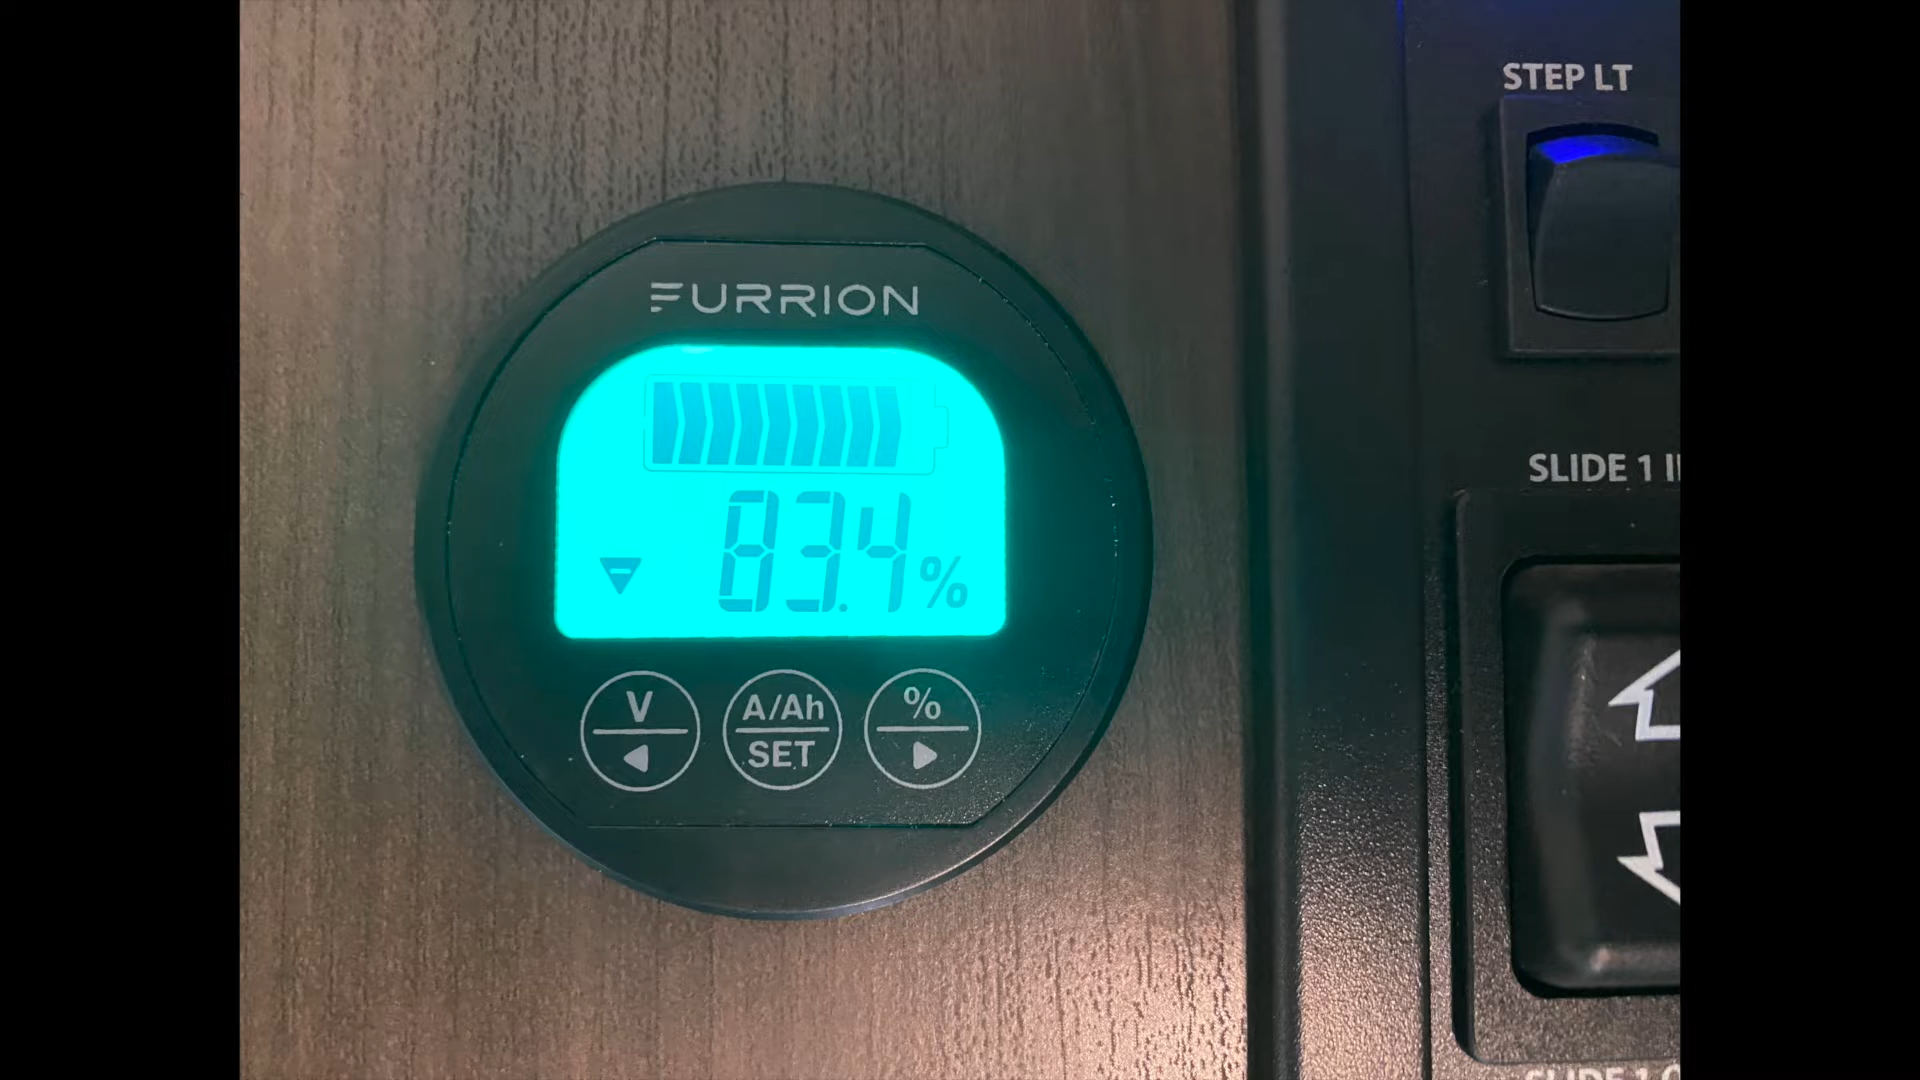 STEP LT
FURRION
SLIDE 1
83.4%
V
A/Ah
SET
%